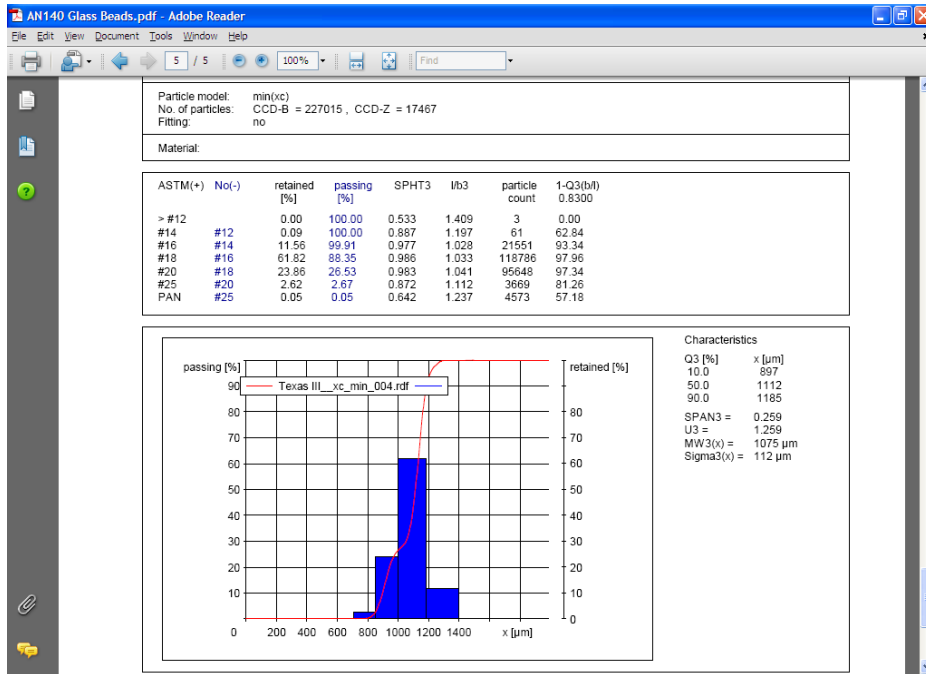 AN140 Glass Beads.pdf - Adobe Reader
File Edit View Document Tools Window Help
5 / 5 100% Find
Particle model: min(xc)
No. of particles: CCD-B = 227015 , CCD-Z = 17467
Fitting: no
Material:
ASTM(+) No(-) retained passing SPHT3 l/b3 particle 1-Q3(b/l)
[%] [%] count 0.8300
> #12 0.00 100.00 0.533 1.409 3 0.00
#14 #12 0.09 100.00 0.887 1.197 61 62.84
#16 #14 11.56 99.91 0.977 1.028 21551 93.34
#18 #16 61.82 88.35 0.986 1.033 118786 97.96
#20 #18 23.86 26.53 0.983 1.041 95648 97.34
#25 #20 2.62 2.67 0.872 1.112 3669 81.26
PAN #25 0.05 0.05 0.642 1.237 4573 57.18
passing [%] retained [%]
90 Texas III__xc_min_004.rdf
80 80
70 70
60 60
50 50
40 40
30 30
20 20
10 10
0
0 200 400 600 800 1000 1200 1400 x [µm]
Characteristics
Q3 [%] x [µm]
10.0 897
50.0 1112
90.0 1185
SPAN3 = 0.259
U3 = 1.259
MW3(x) = 1075 µm
Sigma3(x) = 112 µm